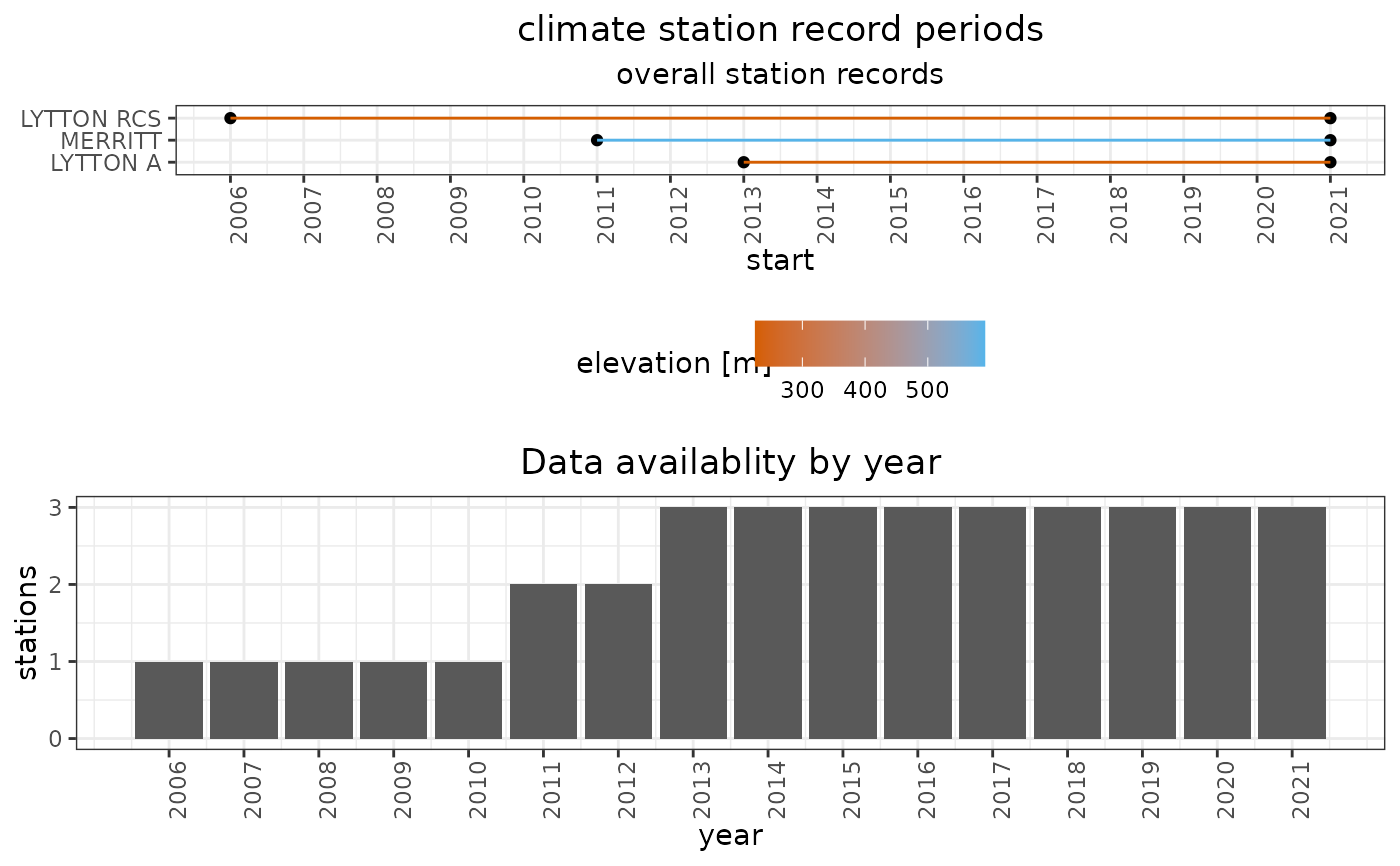 climate station record periods
overall station records
LYTTON RCS
MERRITT
LYTTON A
2006 2007 2008 2009 2010 2011 2012 2013 2014 2015 2016 2017 2018 2019 2020 2021
start
elevation [m]
300 400 500
Data availablity by year
stations
3
2
1
0
2006 2007 2008 2009 2010 2011 2012 2013 2014 2015 2016 2017 2018 2019 2020 2021
year